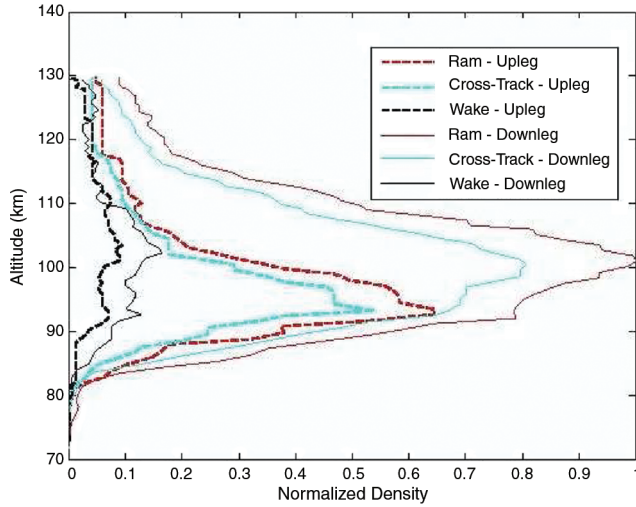 140
130
120
110
100
90
80
70
Altitude (km)
Ram - Upleg
Cross-Track - Upleg
Wake - Upleg
Ram - Downleg
Cross-Track - Downleg
Wake - Downleg
0 0.1 0.2 0.3 0.4 0.5 0.6 0.7 0.8 0.9 1
Normalized Density